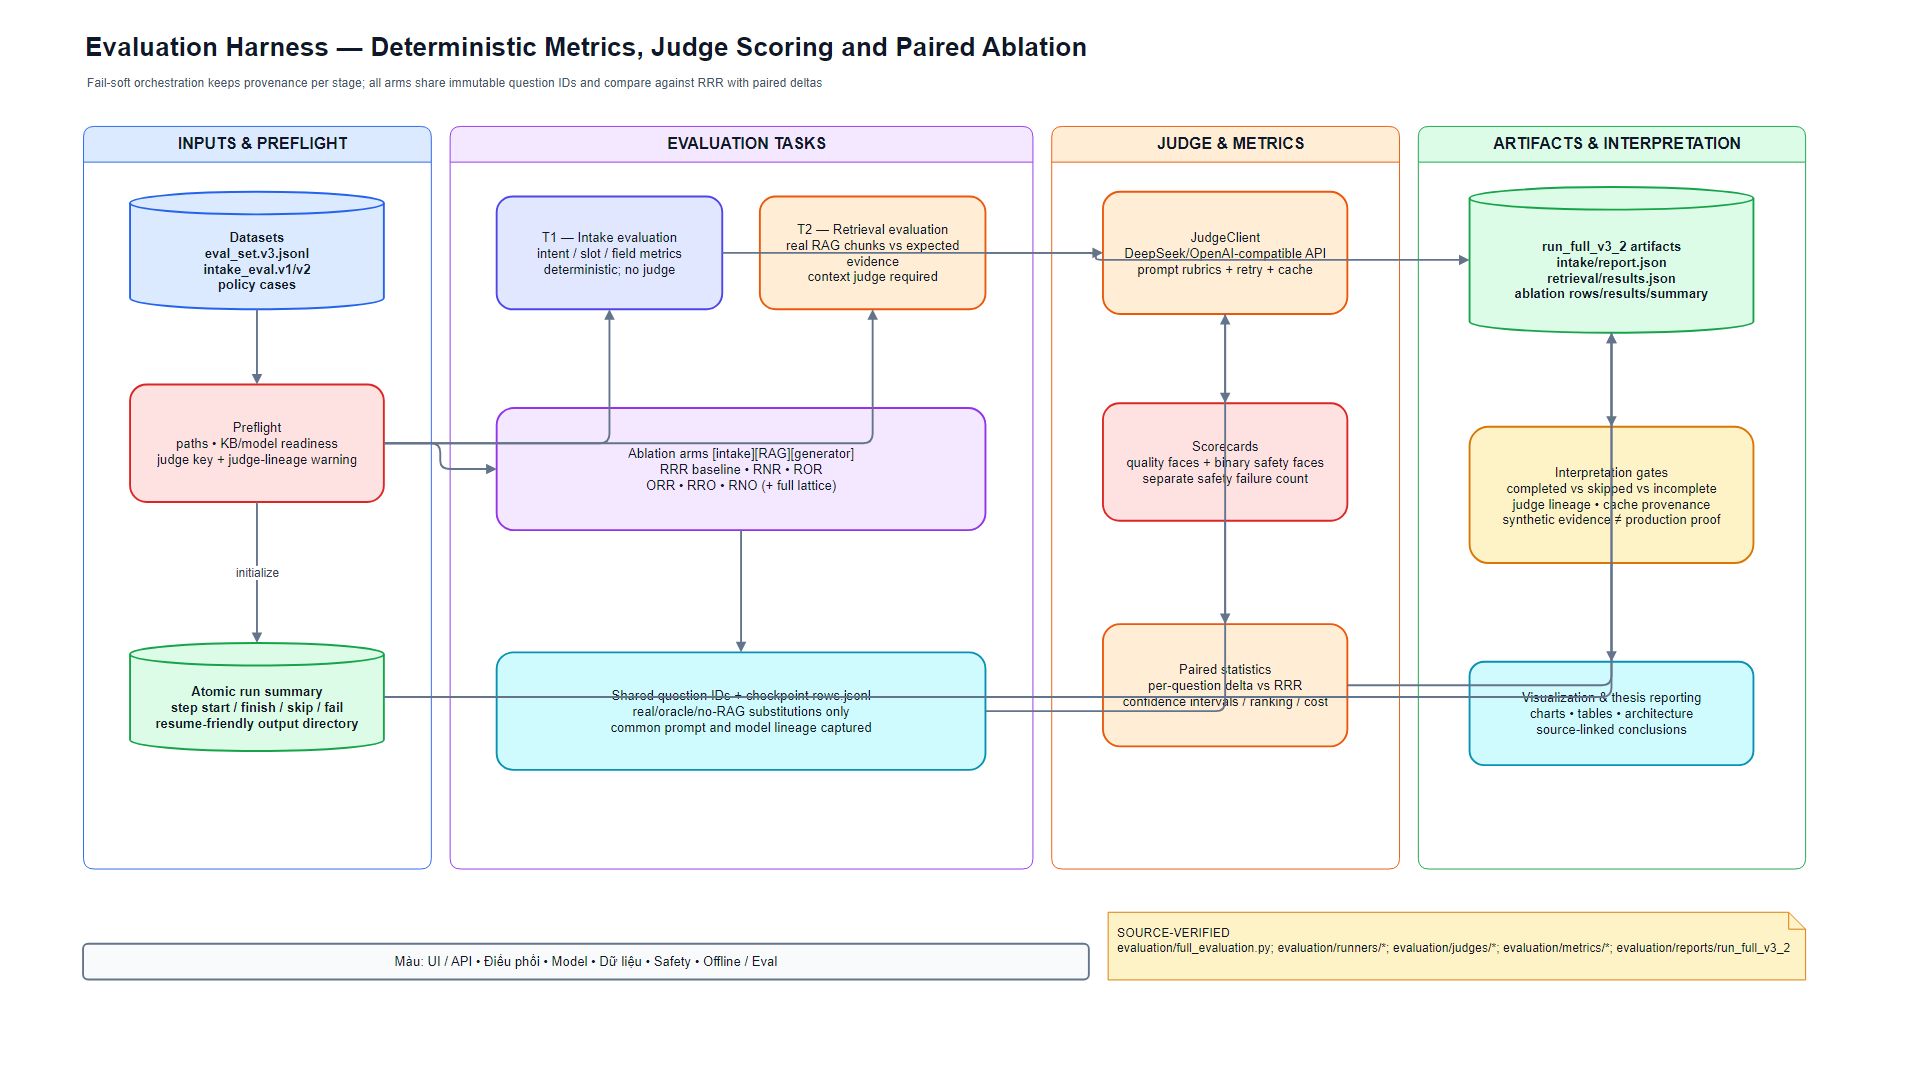 Evaluation Harness — Deterministic Metrics, Judge Scoring and Paired Ablation
Fail-soft orchestration keeps provenance per stage; all arms share immutable question IDs and compare against RRR with paired deltas
INPUTS & PREFLIGHT
Datasets
eval_set.v3.jsonl
intake_eval.v1/v2
policy cases
Preflight
paths • KB/model readiness
judge key + judge-lineage warning
initialize
Atomic run summary
step start / finish / skip / fail
resume-friendly output directory
EVALUATION TASKS
T1 — Intake evaluation
intent / slot / field metrics
deterministic; no judge
T2 — Retrieval evaluation
real RAG chunks vs expected
evidence
context judge required
Ablation arms [intake][RAG][generator]
RRR baseline • RNR • ROR
ORR • RRO • RNO (+ full lattice)
Shared question IDs + checkpoint rows.jsonl
real/oracle/no-RAG substitutions only
common prompt and model lineage captured
JUDGE & METRICS
JudgeClient
DeepSeek/OpenAI-compatible API
prompt rubrics + retry + cache
Scorecards
quality faces + binary safety faces
separate safety failure count
Paired statistics
per-question delta vs RRR
confidence intervals / ranking / cost
ARTIFACTS & INTERPRETATION
run_full_v3_2 artifacts
intake/report.json
retrieval/results.json
ablation rows/results/summary
Interpretation gates
completed vs skipped vs incomplete
judge lineage • cache provenance
synthetic evidence ≠ production proof
Visualization & thesis reporting
charts • tables • architecture
source-linked conclusions
Màu: UI / API • Điều phối • Model • Dữ liệu • Safety • Offline / Eval
SOURCE-VERIFIED
evaluation/full_evaluation.py; evaluation/runners/*; evaluation/judges/*; evaluation/metrics/*; evaluation/reports/run_full_v3_2